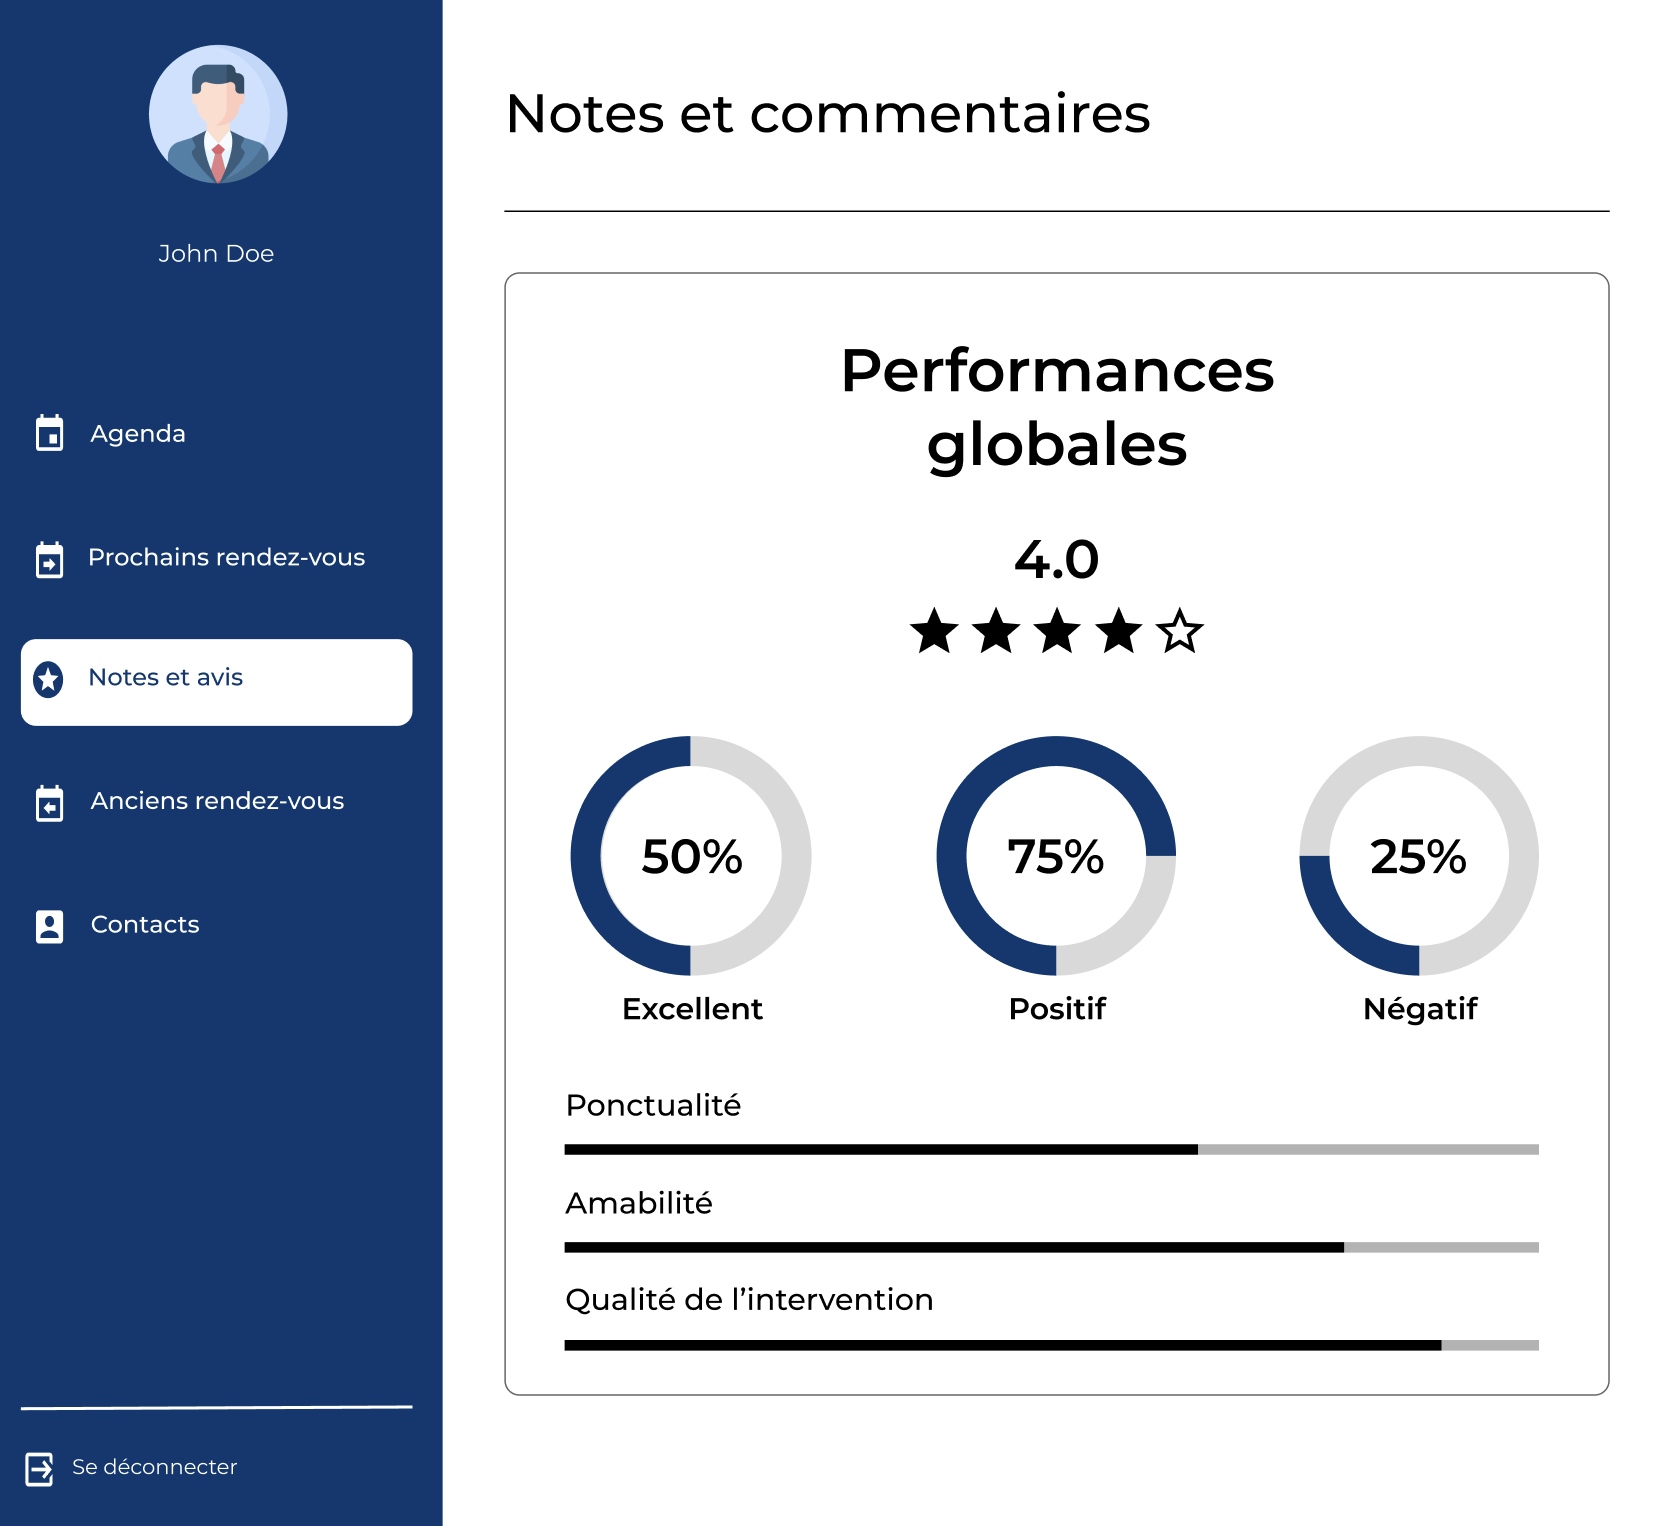 John Doe
Agenda
Prochains rendez-vous
Notes et avis
Anciens rendez-vous
Contacts
Se déconnecter
Notes et commentaires
Performances
globales
4.0
50%
75%
25%
Excellent
Positif
Négatif
Ponctualité
Amabilité
Qualité de l’intervention